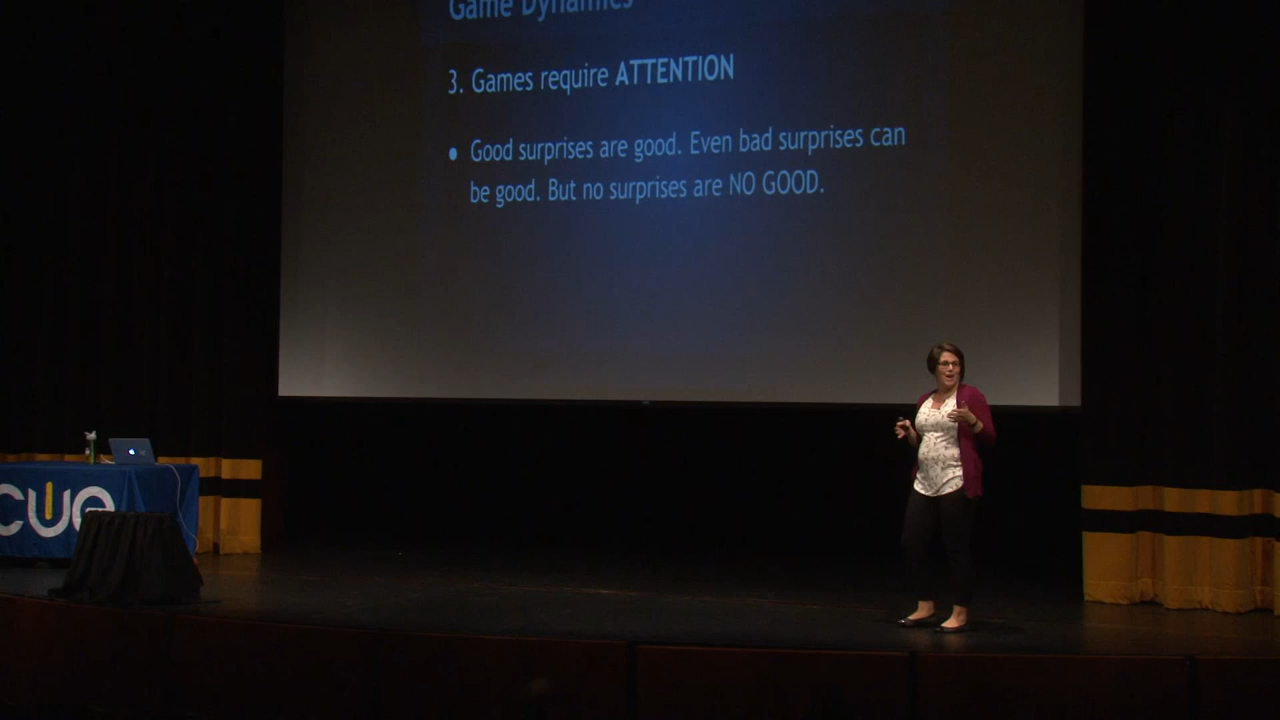 Game Dynamics
3. Games require ATTENTION
● Good surprises are good. Even bad surprises can
be good. But no surprises are NO GOOD.
cue